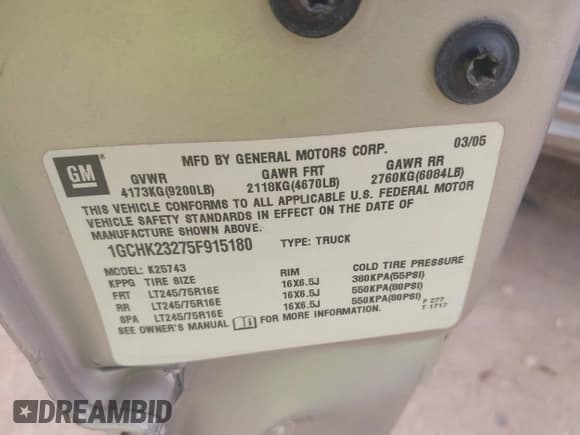 GM
MFD BY GENERAL MOTORS CORP. 03/05
GVWR GAWR FRT GAWR RR
4173KG(9200LB) 2118KG(4670LB) 2760KG(6084LB)
THIS VEHICLE CONFORMS TO ALL APPLICABLE U.S. FEDERAL MOTOR
VEHICLE SAFETY STANDARDS IN EFFECT ON THE DATE OF
MANUFACTURE SHOWN ABOVE.
1GCHK23275F915180 TYPE: TRUCK
MODEL: K25743
KPPG TIRE SIZE RIM COLD TIRE PRESSURE
FRT LT245/75R16E 16X6.5J 380KPA(55PSI)
RR LT245/75R16E 16X6.5J 550KPA(80PSI)
SPA LT245/75R16E 16X6.5J 550KPA(80PSI)
SEE OWNER'S MANUAL FOR MORE INFORMATION.
F 277
T 1717
DREAMBID